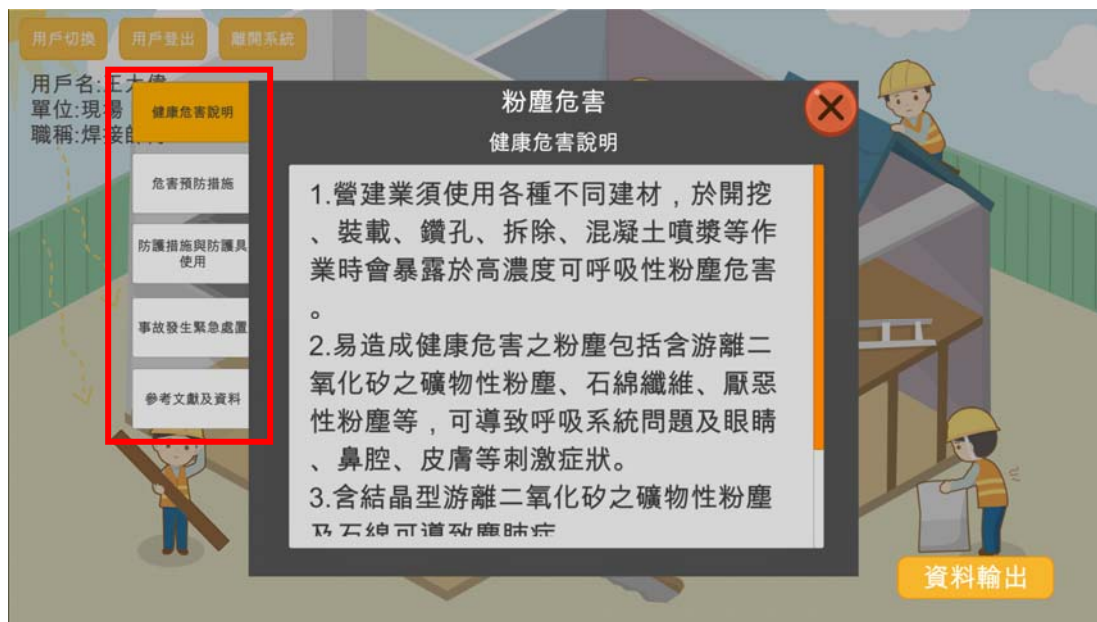 用戶切換
用戶登出
離開系統
用戶名:王大偉
單位:現場
職稱:焊接
健康危害說明
危害預防措施
防護措施與防護具
使用
事故發生緊急處置
參考文獻及資料
粉塵危害
健康危害說明
1.營建業須使用各種不同建材，於開挖
、裝載、鑽孔、拆除、混凝土噴漿等作
業時會暴露於高濃度可呼吸性粉塵危害
。
2.易造成健康危害之粉塵包括含游離二
氧化矽之礦物性粉塵、石綿纖維、厭惡
性粉塵等，可導致呼吸系統問題及眼睛
、鼻腔、皮膚等刺激症狀。
3.含結晶型游離二氧化矽之礦物性粉塵
及石綿可導致塵肺症
資料輸出